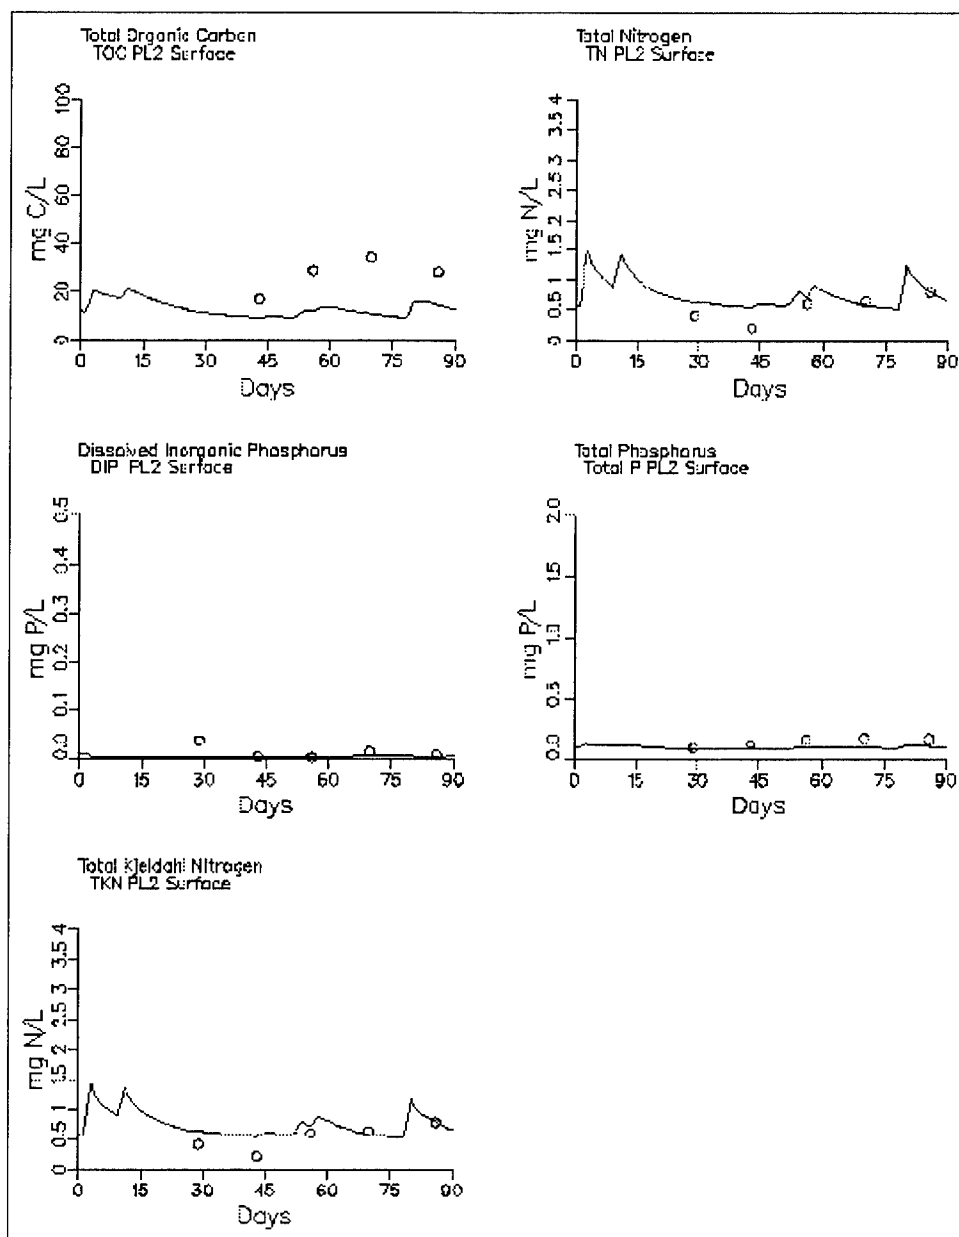 Total Organic Carbon
TOC PL2 Surface
mg C/L
0 20 40 60 80 100
0 15 30 45 60 75 90
Days
Total Nitrogen
TN PL2 Surface
mg N/L
0 0.5 1 1.5 2 2.5 3 3.5 4
0 15 30 45 60 75 90
Days
Dissolved Inorganic Phosphorus
DIP PL2 Surface
mg P/L
0.0 0.1 0.2 0.3 0.4 0.5
0 15 30 45 60 75 90
Days
Total Phosphorus
Total P PL2 Surface
mg P/L
0.0 0.5 1.0 1.5 2.0
0 15 30 45 60 75 90
Days
Total Kjeldahl Nitrogen
TKN PL2 Surface
mg N/L
0 0.5 1 1.5 2 2.5 3 3.5 4
0 15 30 45 60 75 90
Days